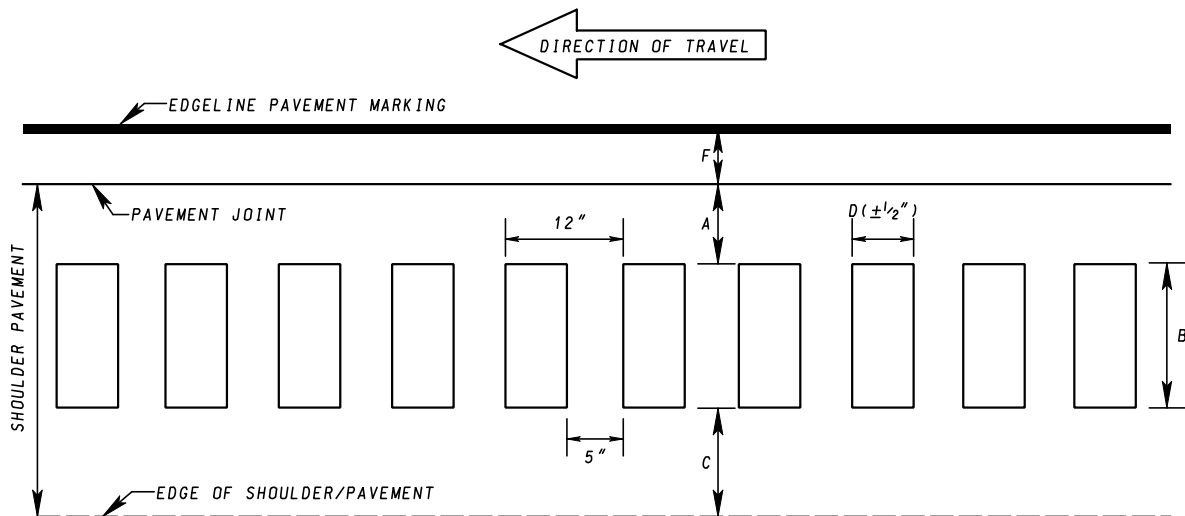 DIRECTION OF TRAVEL
EDGELINE PAVEMENT MARKING
F
PAVEMENT JOINT
12"
A
D(±1/2")
SHOULDER PAVEMENT
B
5"
C
EDGE OF SHOULDER/PAVEMENT